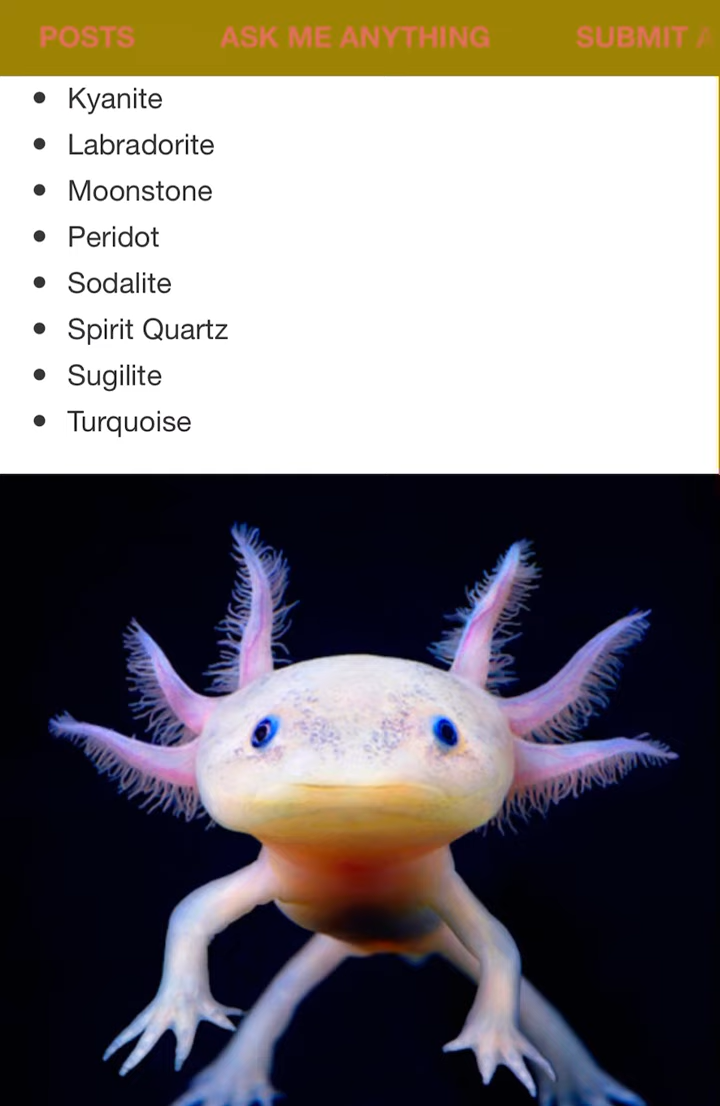 POSTS ASK ME ANYTHING SUBMIT A
• Kyanite
• Labradorite
• Moonstone
• Peridot
• Sodalite
• Spirit Quartz
• Sugilite
• Turquoise